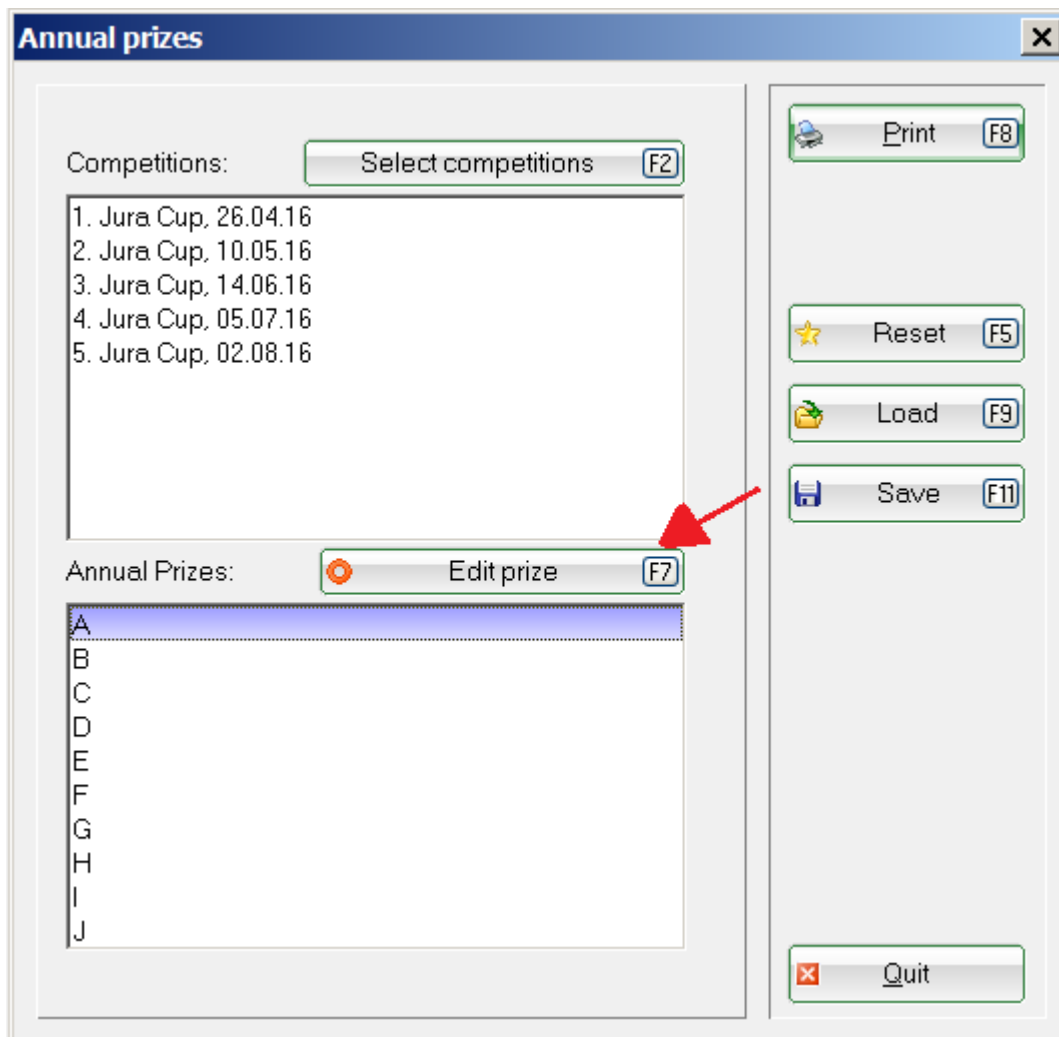 Annual prizes
Competitions:
Select competitions F2
1. Jura Cup, 26.04.16
2. Jura Cup, 10.05.16
3. Jura Cup, 14.06.16
4. Jura Cup, 05.07.16
5. Jura Cup, 02.08.16
Annual Prizes:
Edit prize F7
A
B
C
D
E
F
G
H
I
J
Print F8
Reset F5
Load F9
Save F11
Quit